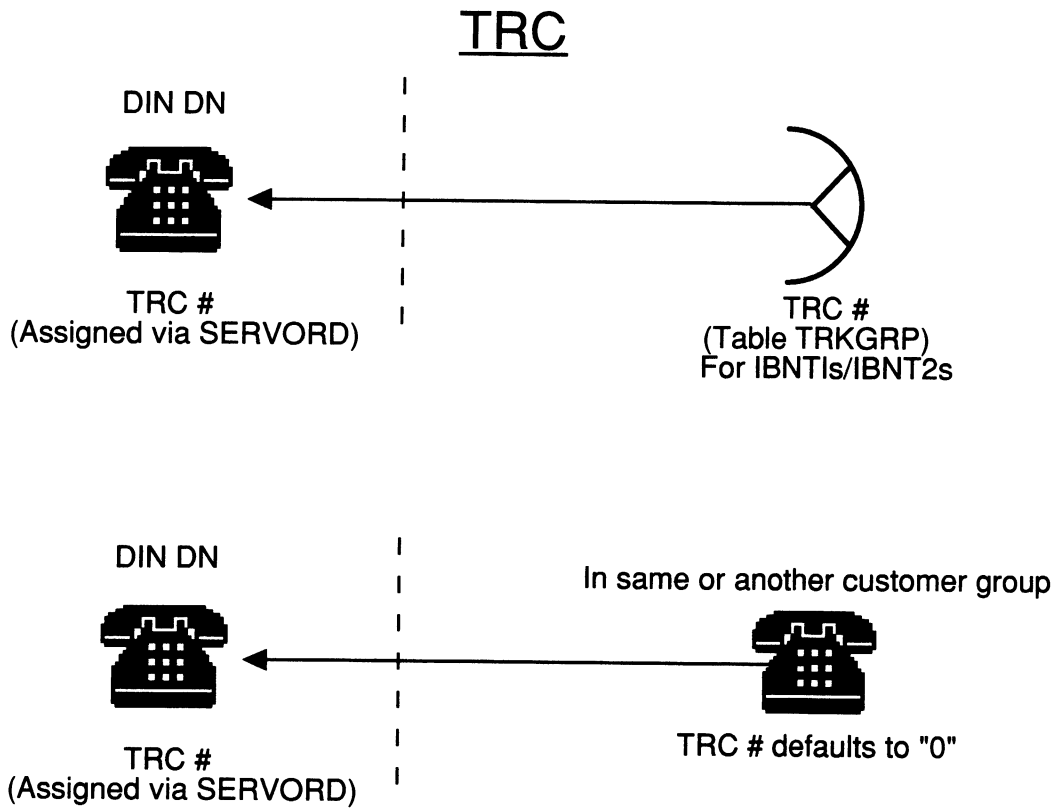 TRC
DIN DN
TRC #
(Assigned via SERVORD)
TRC #
(Table TRKGRP)
For IBNTIs/IBNT2s
DIN DN
In same or another customer group
TRC #
(Assigned via SERVORD)
TRC # defaults to "0"